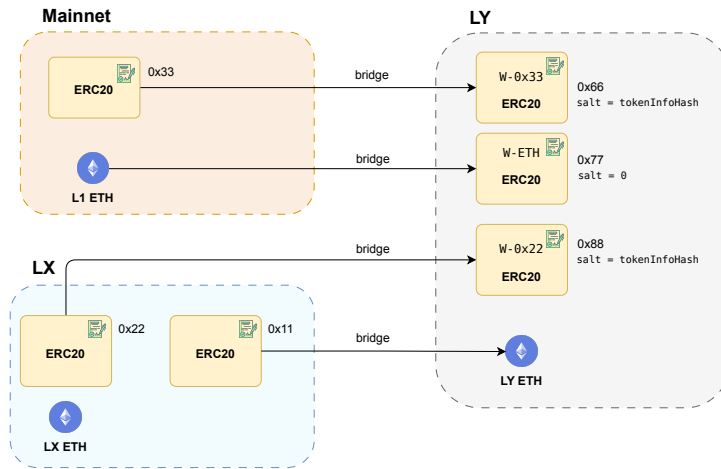 Mainnet
LY
ERC20
0x33
bridge
W-0x33
ERC20
0x66
salt = tokenInfoHash
L1 ETH
bridge
W-ETH
ERC20
0x77
salt = 0
bridge
W-0x22
ERC20
0x88
salt = tokenInfoHash
LX
ERC20
0x22
ERC20
0x11
bridge
LY ETH
LX ETH